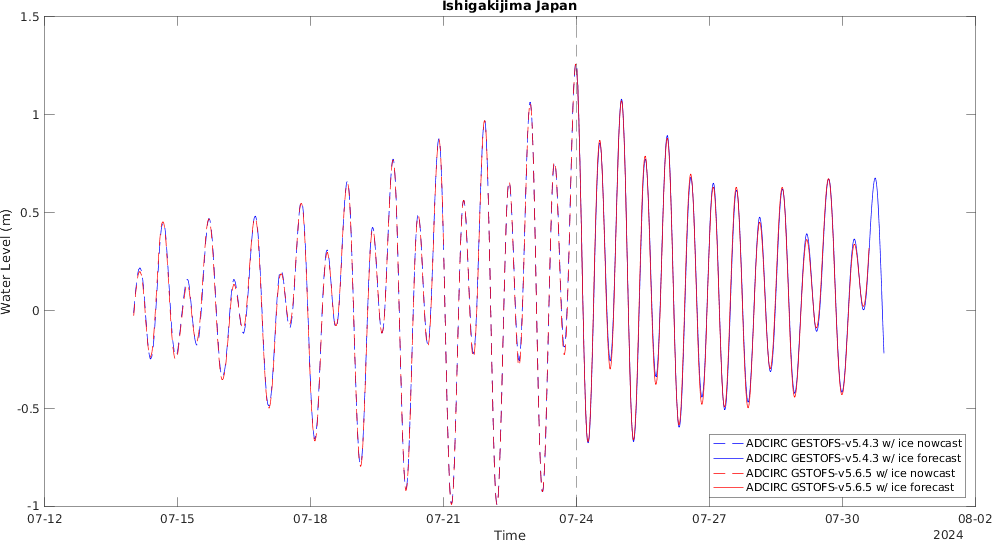 Ishigakijima Japan
1.5
1
0.5
0
-0.5
-1
Water Level (m)
07-12
07-15
07-18
07-21
07-24
07-27
07-30
08-02
Time
2024
ADCIRC GESTOFS-v5.4.3 w/ ice nowcast
ADCIRC GESTOFS-v5.4.3 w/ ice forecast
ADCIRC GSTOFS-v5.6.5 w/ ice nowcast
ADCIRC GSTOFS-v5.6.5 w/ ice forecast